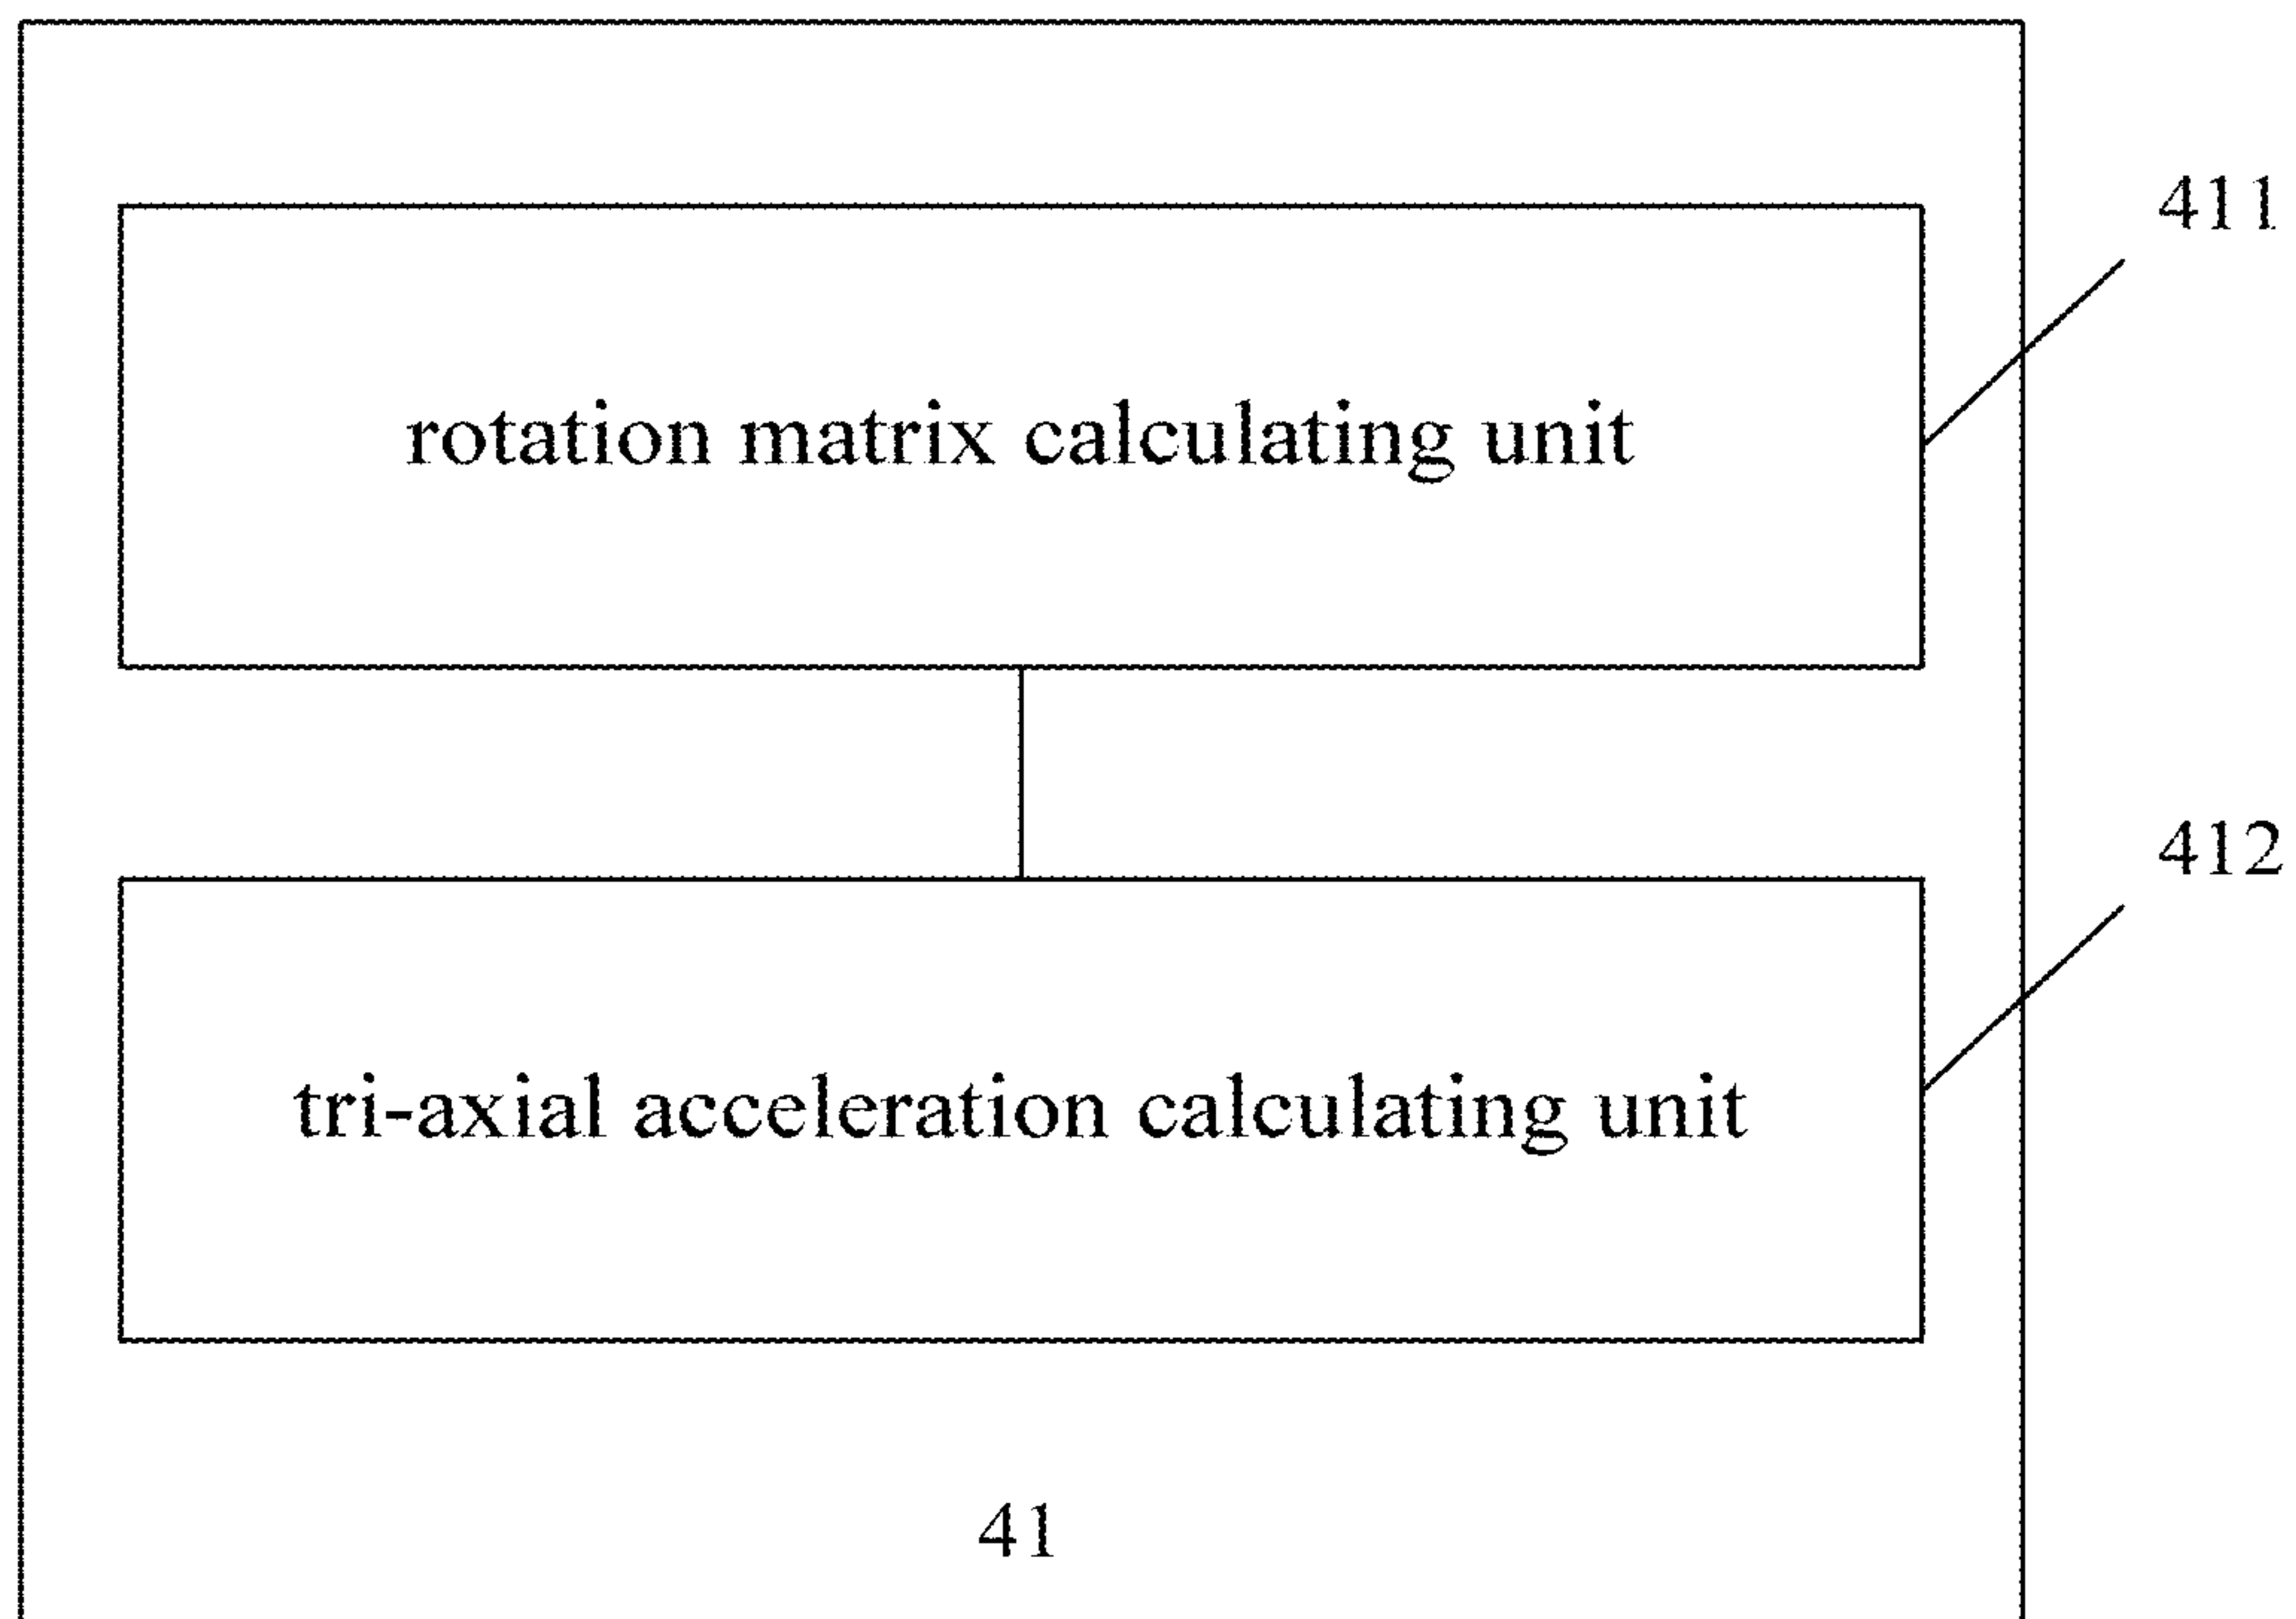 411
rotation matrix calculating unit
412
tri-axial acceleration calculating unit
41